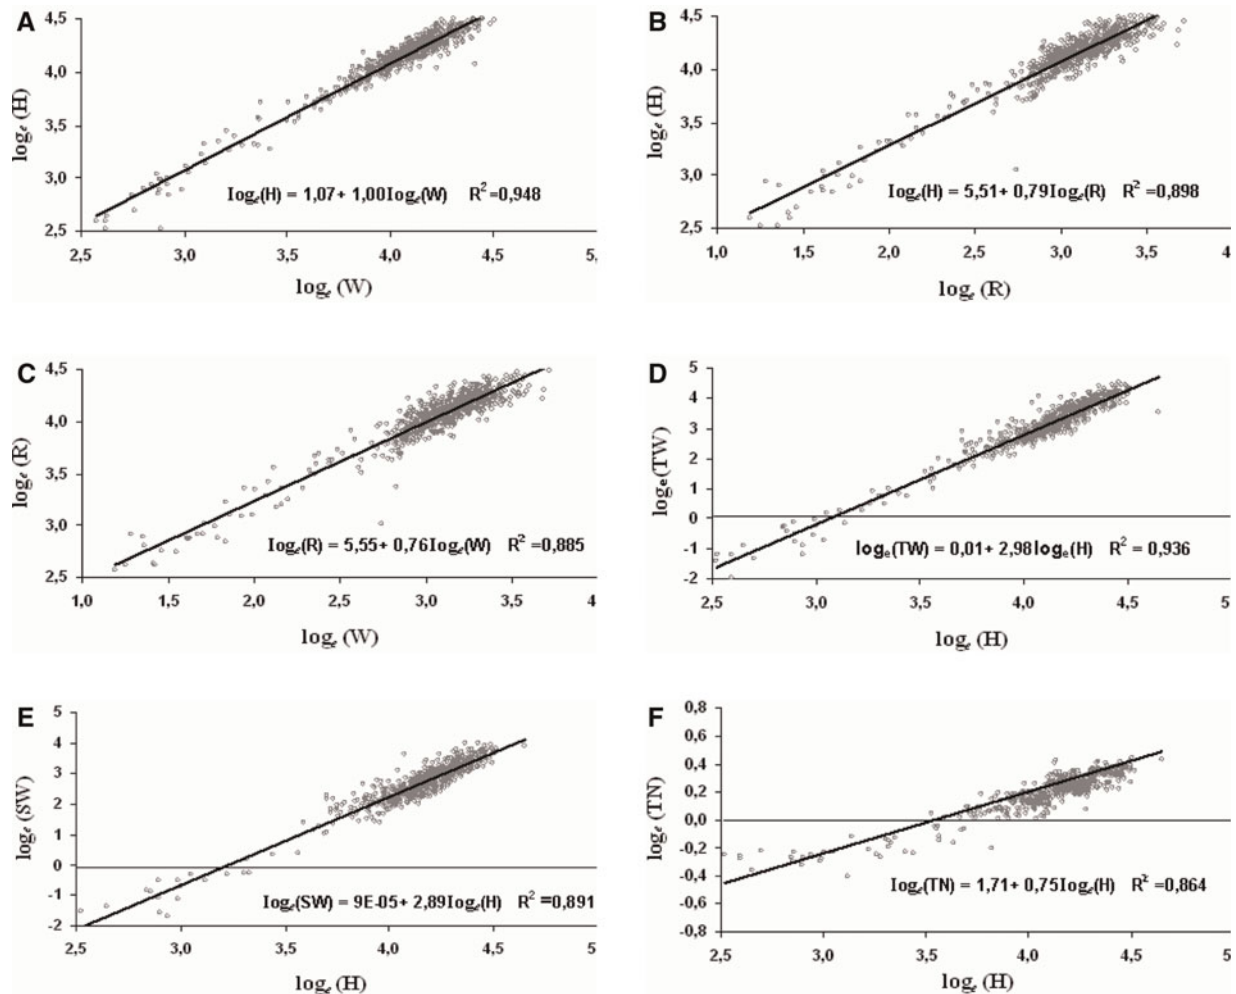 A
4,5
4,0
3,5
3,0
2,5
2,5 3,0 3,5 4,0 4,5 5,
logₑ (H)
logₑ(H) = 1,07+ 1,00logₑ(W) R²=0,948
logₑ (W)
B
4,5
4,0
3,5
3,0
2,5
1,0 1,5 2,0 2,5 3,0 3,5 4
logₑ (H)
logₑ(H) = 5,51+ 0,79logₑ(R) R²=0,898
logₑ (R)
C
4,5
4,0
3,5
3,0
2,5
1,0 1,5 2,0 2,5 3,0 3,5 4
logₑ (R)
logₑ(R) = 5,55+ 0,76logₑ(W) R²=0,885
logₑ (W)
D
5
4
3
2
1
0
-1
-2
2,5 3,0 3,5 4,0 4,5 5
logₑ(TW)
logₑ(TW) = 0,01+ 2,98logₑ(H) R² = 0,936
logₑ (H)
E
5
4
3
2
1
0
-1
-2
2,5 3,0 3,5 4,0 4,5 5
logₑ (SW)
logₑ(SW) = 9E-05+ 2,89logₑ(H) R² =0,891
logₑ (H)
F
0,8
0,6
0,4
0,2
0,0
-0,2
-0,4
-0,6
-0,8
2,5 3,0 3,5 4,0 4,5 5
logₑ (TN)
logₑ(TN) = 1,71+ 0,75logₑ(H) R²=0,864
logₑ (H)